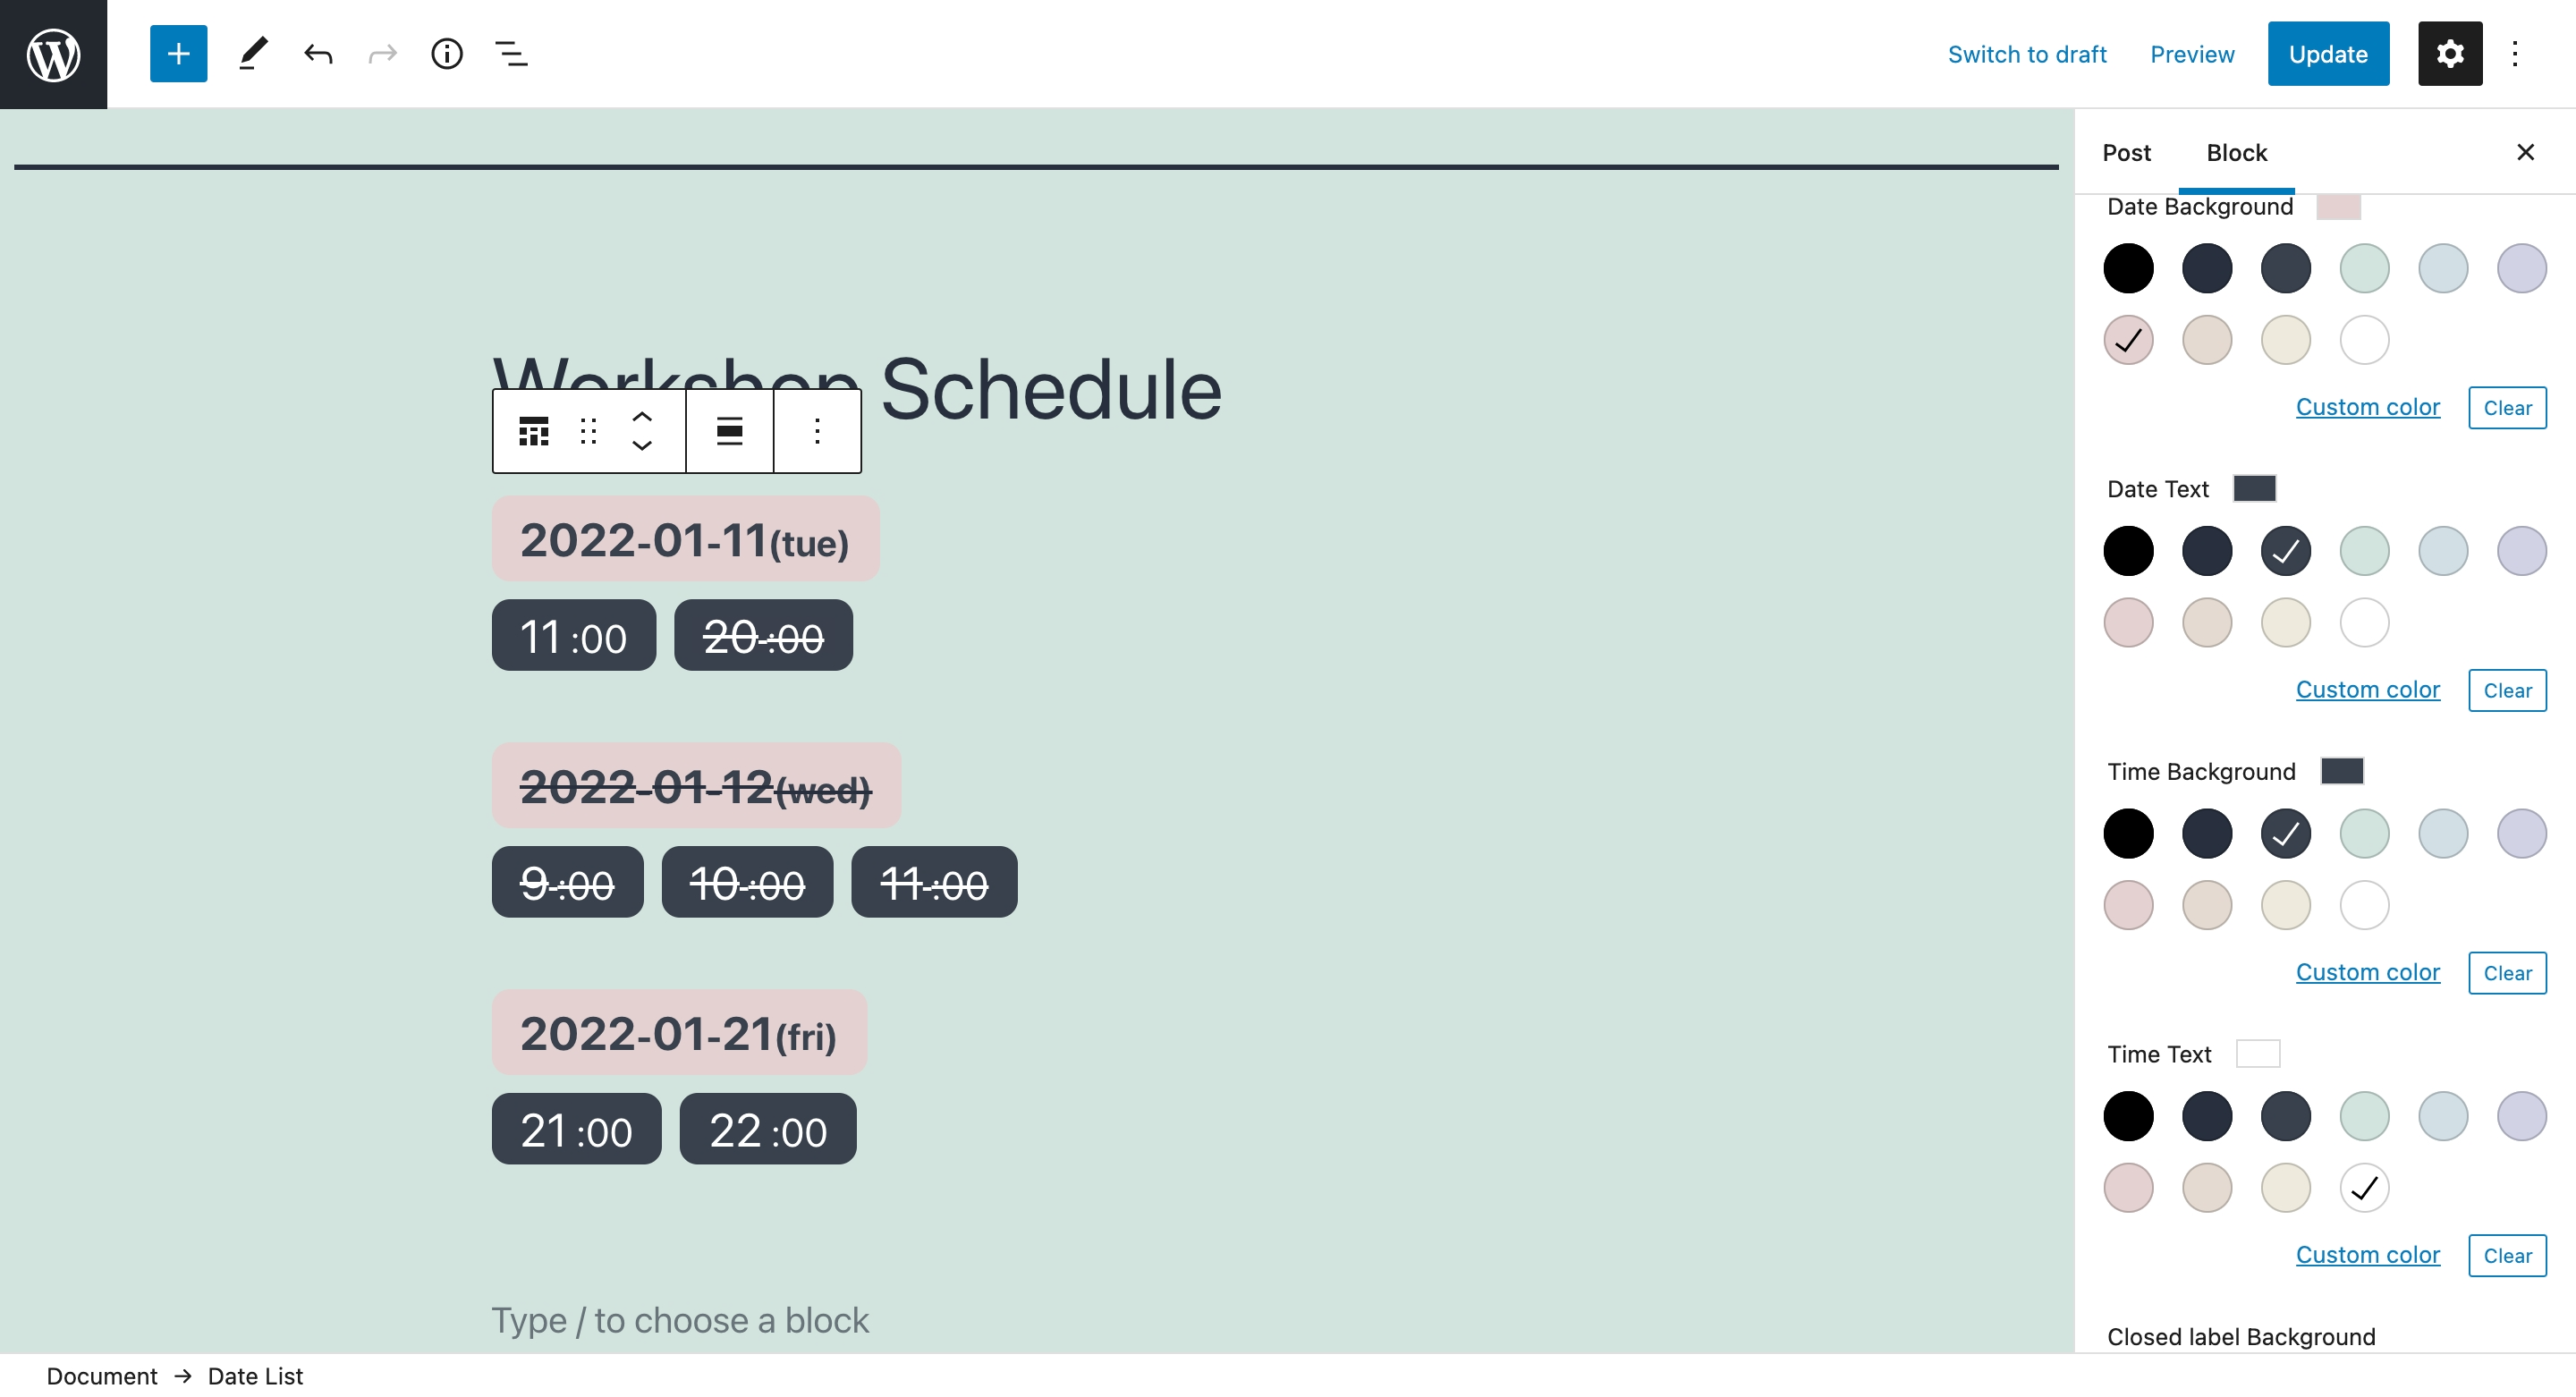 Switch to draft Preview Update
Post Block
Date Background
Custom color Clear
Date Text
Custom color Clear
Time Background
Custom color Clear
Time Text
Custom color Clear
Closed label Background
Workshop Schedule
2022-01-11(tue)
11 :00 20 :00
2022-01-12(wed)
9 :00 10 :00 11 :00
2022-01-21(fri)
21 :00 22 :00
Type / to choose a block
Document → Date List